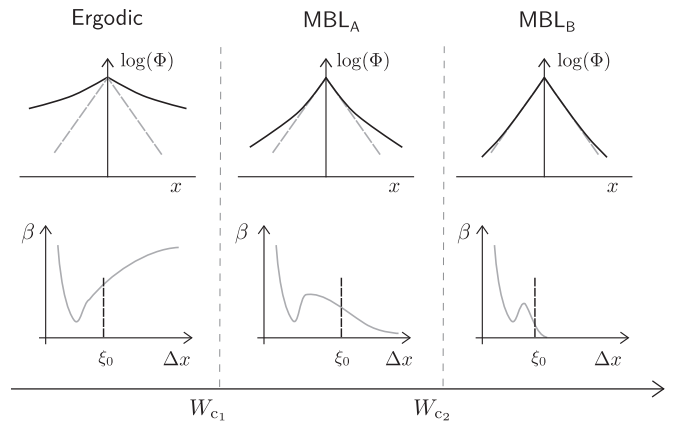 Ergodic MBL_A MBL_B
log(Φ) log(Φ) log(Φ)
x x x
β β β
ξ₀ Δx ξ₀ Δx ξ₀ Δx
W_c₁ W_c₂